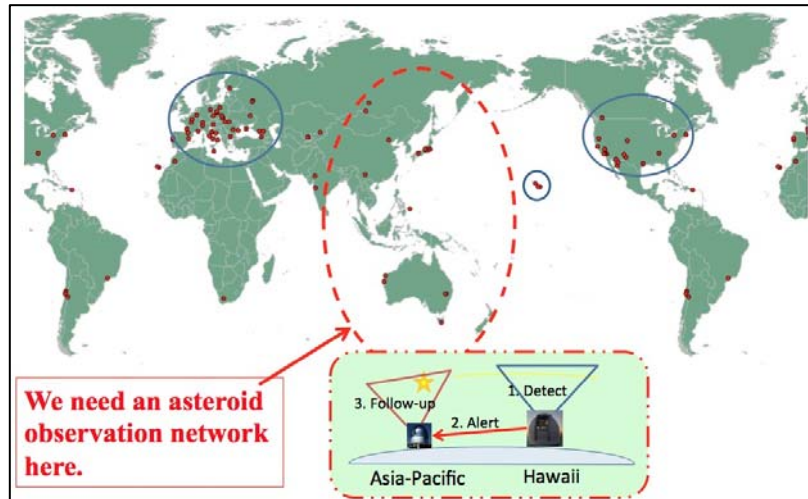 We need an asteroid
observation network
here.
1. Detect
3. Follow-up
2. Alert
Asia-Pacific
Hawaii